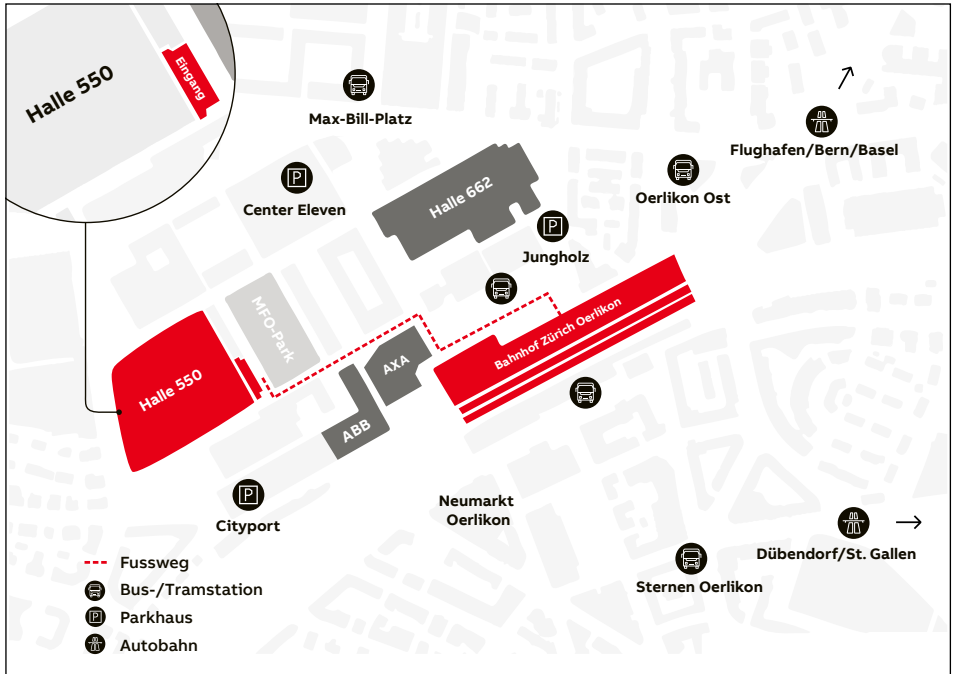 Halle 550
Eingang
Max-Bill-Platz
Flughafen/Bern/Basel
Center Eleven
Halle 662
Oerlikon Ost
Jungholz
MFO-Park
Bahnhof Zürich Oerlikon
Halle 550
AXA
ABB
Cityport
Neumarkt
Oerlikon
Dübendorf/St. Gallen
Sternen Oerlikon
Fussweg
Bus-/Tramstation
P Parkhaus
Autobahn
P
P
P